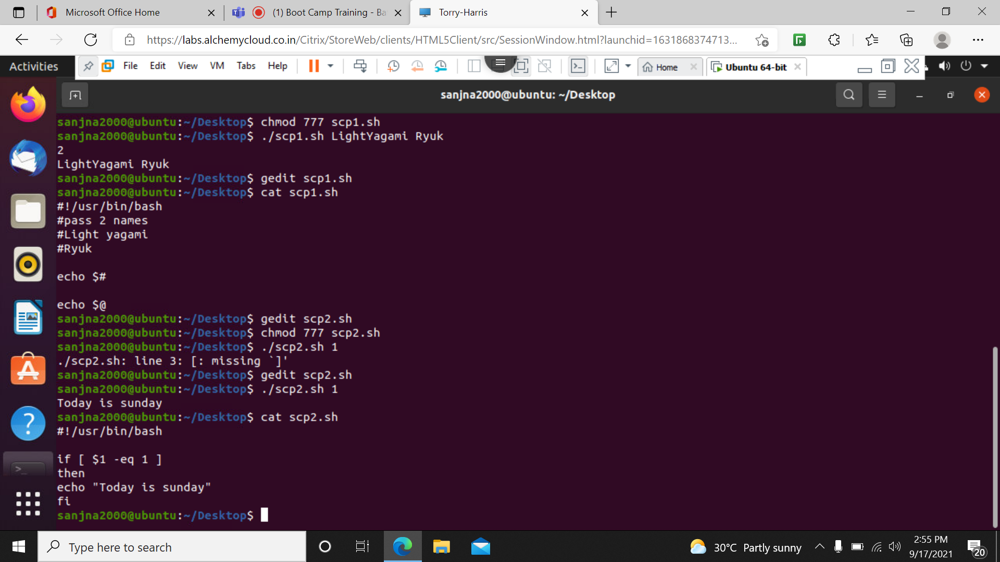 Microsoft Office Home
(1) Boot Camp Training - Ba
Torry-Harris
https://labs.alchemycloud.co.in/Citrix/StoreWeb/clients/HTML5Client/src/SessionWindow.html?launchid=1631868374713...
Activities
File Edit View VM Tabs Help
Home
Ubuntu 64-bit
sanjna2000@ubuntu: ~/Desktop
sanjna2000@ubuntu:~/Desktop$ chmod 777 scp1.sh
sanjna2000@ubuntu:~/Desktop$ ./scp1.sh LightYagami Ryuk
2
LightYagami Ryuk
sanjna2000@ubuntu:~/Desktop$ gedit scp1.sh
sanjna2000@ubuntu:~/Desktop$ cat scp1.sh
#!/usr/bin/bash
#pass 2 names
#Light yagami
#Ryuk
echo $#
echo $@
sanjna2000@ubuntu:~/Desktop$ gedit scp2.sh
sanjna2000@ubuntu:~/Desktop$ chmod 777 scp2.sh
sanjna2000@ubuntu:~/Desktop$ ./scp2.sh 1
./scp2.sh: line 3: [: missing `]'
sanjna2000@ubuntu:~/Desktop$ gedit scp2.sh
sanjna2000@ubuntu:~/Desktop$ ./scp2.sh 1
Today is sunday
sanjna2000@ubuntu:~/Desktop$ cat scp2.sh
#!/usr/bin/bash
if [ $1 -eq 1 ]
then
echo "Today is sunday"
fi
sanjna2000@ubuntu:~/Desktop$
Type here to search
30°C Partly sunny
2:55 PM
9/17/2021
20